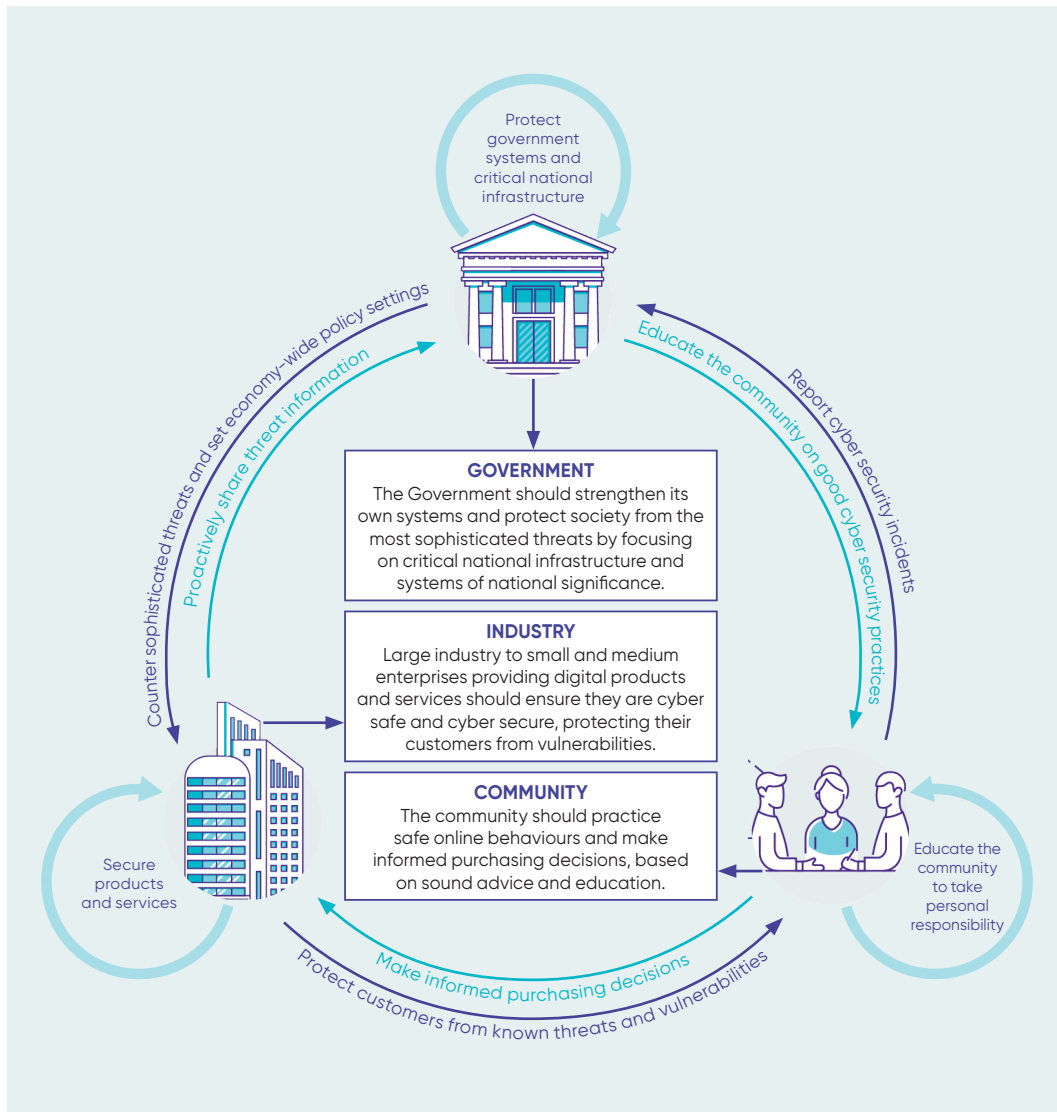 Protect
government
systems and
critical national
infrastructure
Counter sophisticated threats and set economy-wide policy settings
Proactively share threat information
Educate the community on good cyber security practices
Report cyber security incidents
GOVERNMENT
The Government should strengthen its
own systems and protect society from the
most sophisticated threats by focusing
on critical national infrastructure and
systems of national significance.
INDUSTRY
Large industry to small and medium
enterprises providing digital products
and services should ensure they are cyber
safe and cyber secure, protecting their
customers from vulnerabilities.
COMMUNITY
The community should practice
safe online behaviours and make
informed purchasing decisions, based
on sound advice and education.
Secure
products
and services
Educate the
community
to take
personal
responsibility
Make informed purchasing decisions
Protect customers from known threats and vulnerabilities